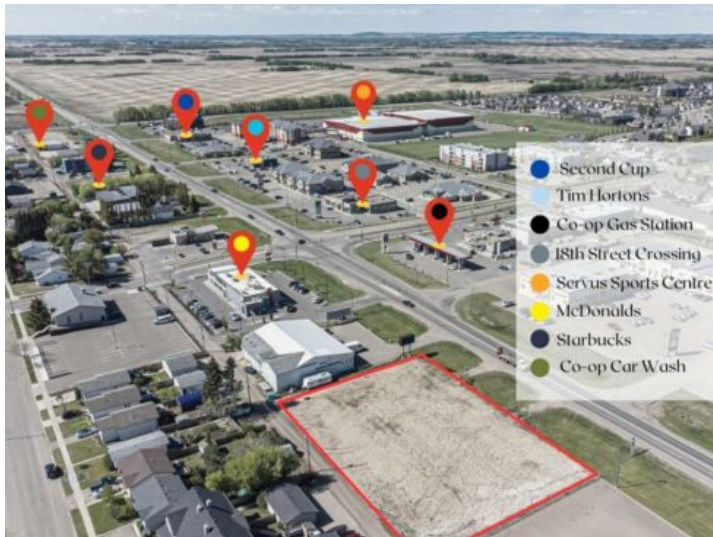 Second Cup
Tim Hortons
Co-op Gas Station
18th Street Crossing
Servus Sports Centre
McDonalds
Starbucks
Co-op Car Wash